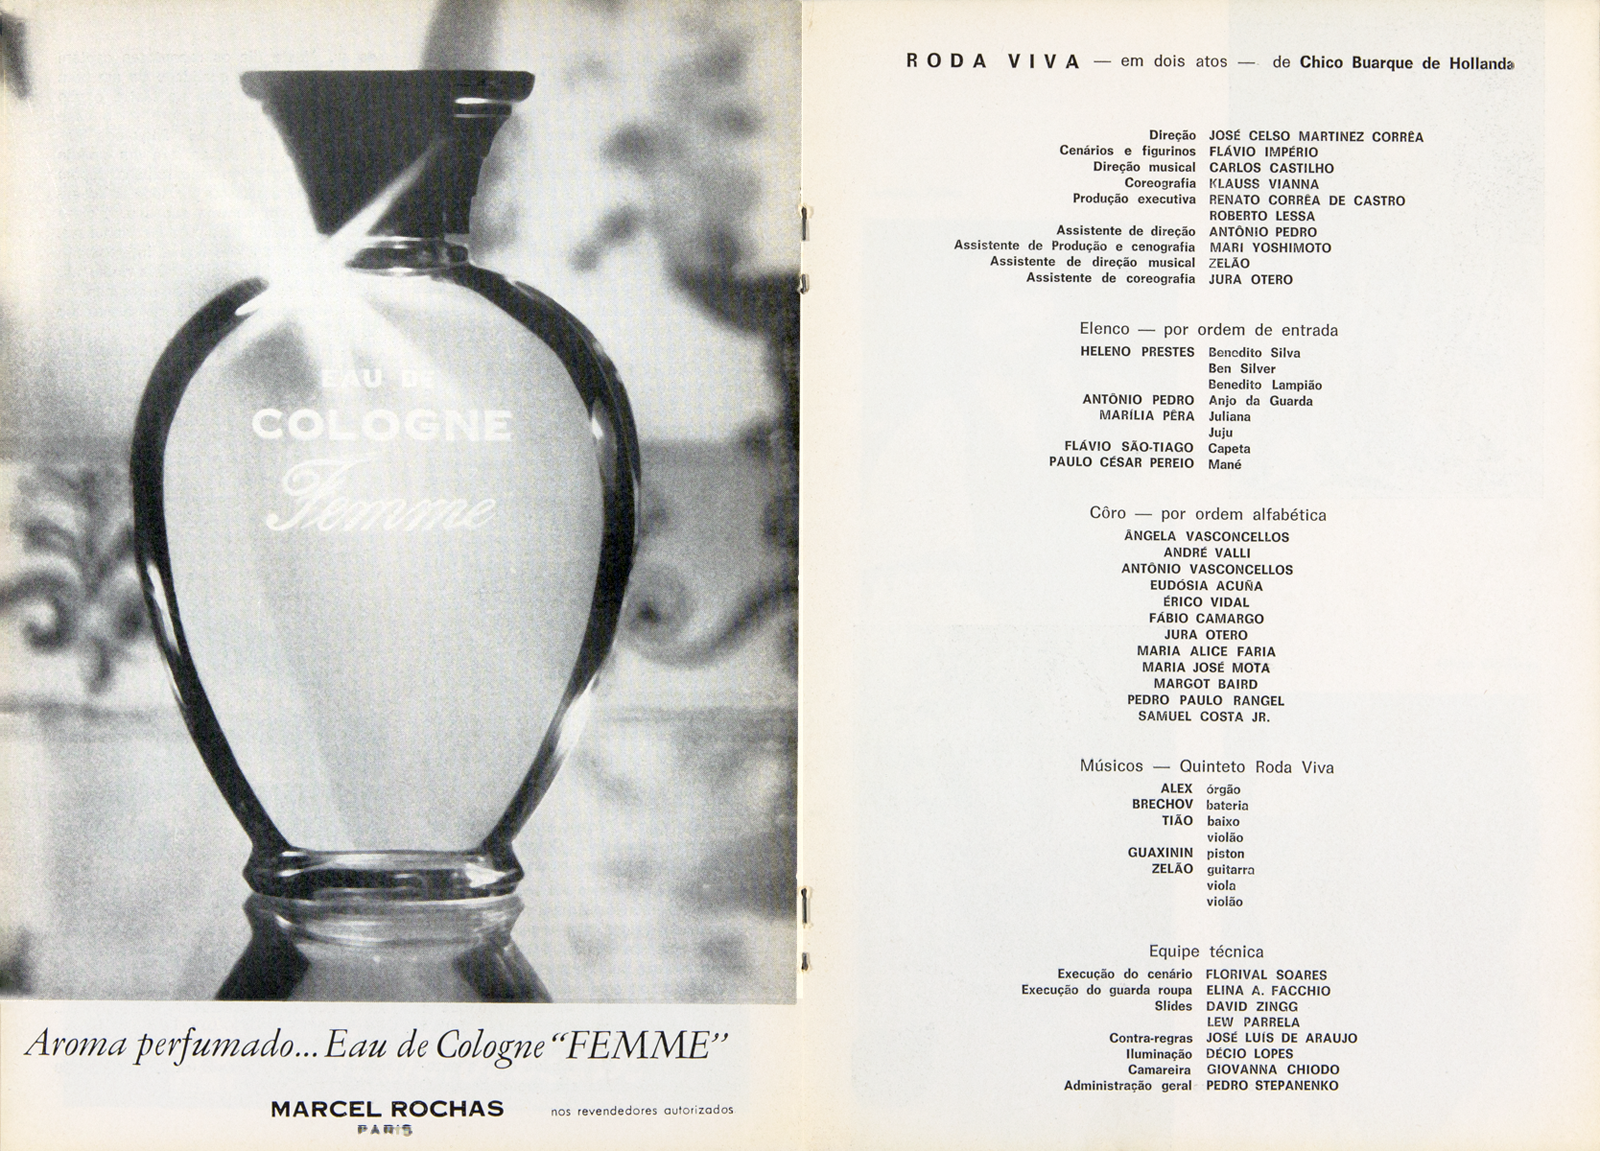 EAU DE
COLOGNE
Femme
Aroma perfumado... Eau de Cologne “FEMME”
MARCEL ROCHAS
PARIS
nos revendedores autorizados
RODA VIVA — em dois atos — de Chico Buarque de Hollanda
Direção JOSÉ CELSO MARTINEZ CORRÊA
Cenários e figurinos FLÁVIO IMPÉRIO
Direção musical CARLOS CASTILHO
Coreografia KLAUSS VIANNA
Produção executiva RENATO CORRÊA DE CASTRO
ROBERTO LESSA
Assistente de direção ANTÔNIO PEDRO
Assistente de Produção e cenografia MARI YOSHIMOTO
Assistente de direção musical ZELÃO
Assistente de coreografia JURA OTERO
Elenco — por ordem de entrada
HELENO PRESTES Benedito Silva
Ben Silver
Benedito Lampião
ANTÔNIO PEDRO Anjo da Guarda
MARÍLIA PÊRA Juliana
Juju
FLÁVIO SÃO-TIAGO Capeta
PAULO CÉSAR PEREIO Mané
Côro — por ordem alfabética
ÂNGELA VASCONCELLOS
ANDRÉ VALLI
ANTÔNIO VASCONCELLOS
EUDÓSIA ACUÑA
ÉRICO VIDAL
FÁBIO CAMARGO
JURA OTERO
MARIA ALICE FARIA
MARIA JOSÉ MOTA
MARGOT BAIRD
PEDRO PAULO RANGEL
SAMUEL COSTA JR.
Músicos — Quinteto Roda Viva
ALEX órgão
BRECHOV bateria
TIÃO baixo
violão
GUAXININ piston
ZELÃO guitarra
viola
violão
Equipe técnica
Execução do cenário FLORIVAL SOARES
Execução do guarda roupa ELINA A. FACCHIO
Slides DAVID ZINGG
LEW PARRELA
Contra-regras JOSÉ LUÍS DE ARAUJO
Iluminação DÉCIO LOPES
Camareira GIOVANNA CHIODO
Administração geral PEDRO STEPANENKO